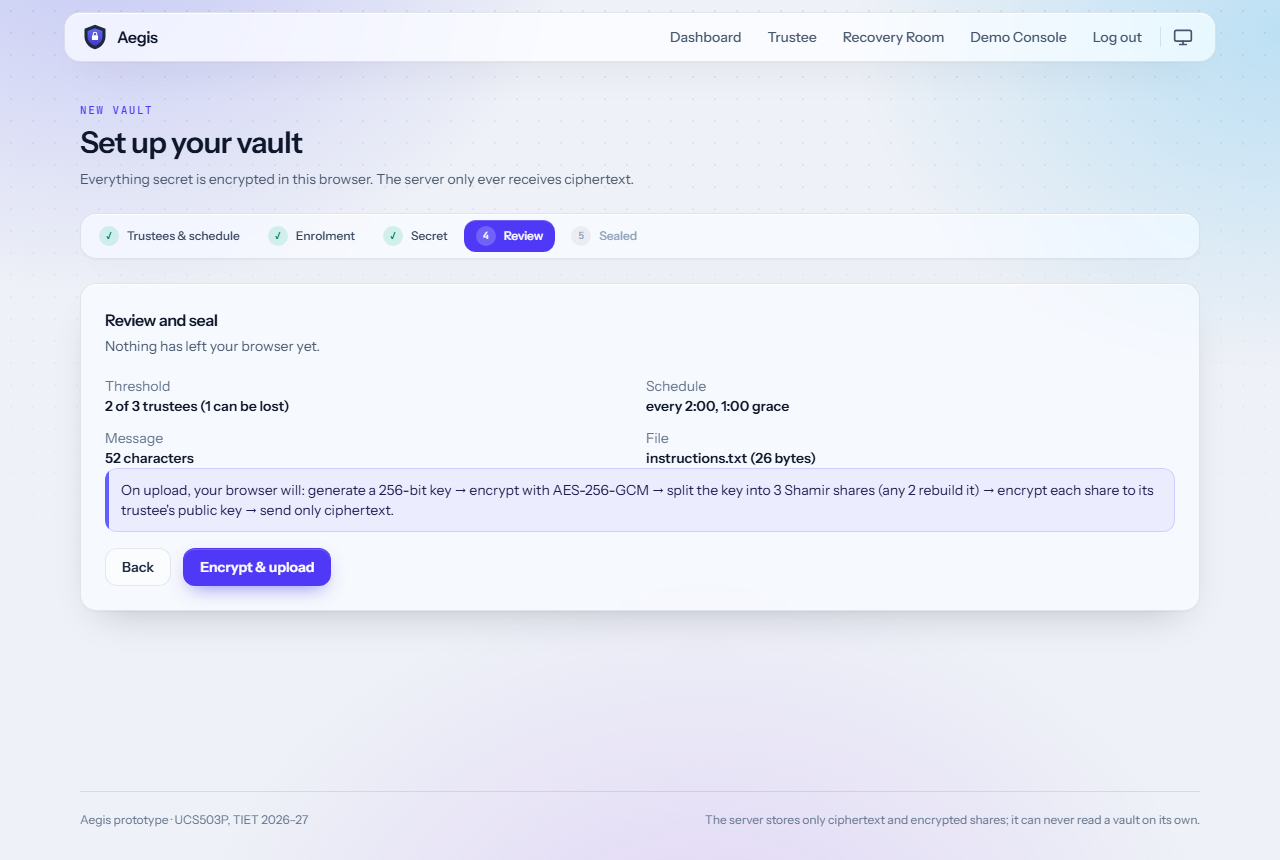 Aegis
Dashboard
Trustee
Recovery Room
Demo Console
Log out
NEW VAULT
Set up your vault
Everything secret is encrypted in this browser. The server only ever receives ciphertext.
✓ Trustees & schedule
✓ Enrolment
✓ Secret
4 Review
5 Sealed
Review and seal
Nothing has left your browser yet.
Threshold
2 of 3 trustees (1 can be lost)
Schedule
every 2:00, 1:00 grace
Message
52 characters
File
instructions.txt (26 bytes)
On upload, your browser will: generate a 256-bit key → encrypt with AES-256-GCM → split the key into 3 Shamir shares (any 2 rebuild it) → encrypt each share to its
trustee's public key → send only ciphertext.
Back
Encrypt & upload
Aegis prototype · UCS503P, TIET 2026–27
The server stores only ciphertext and encrypted shares; it can never read a vault on its own.